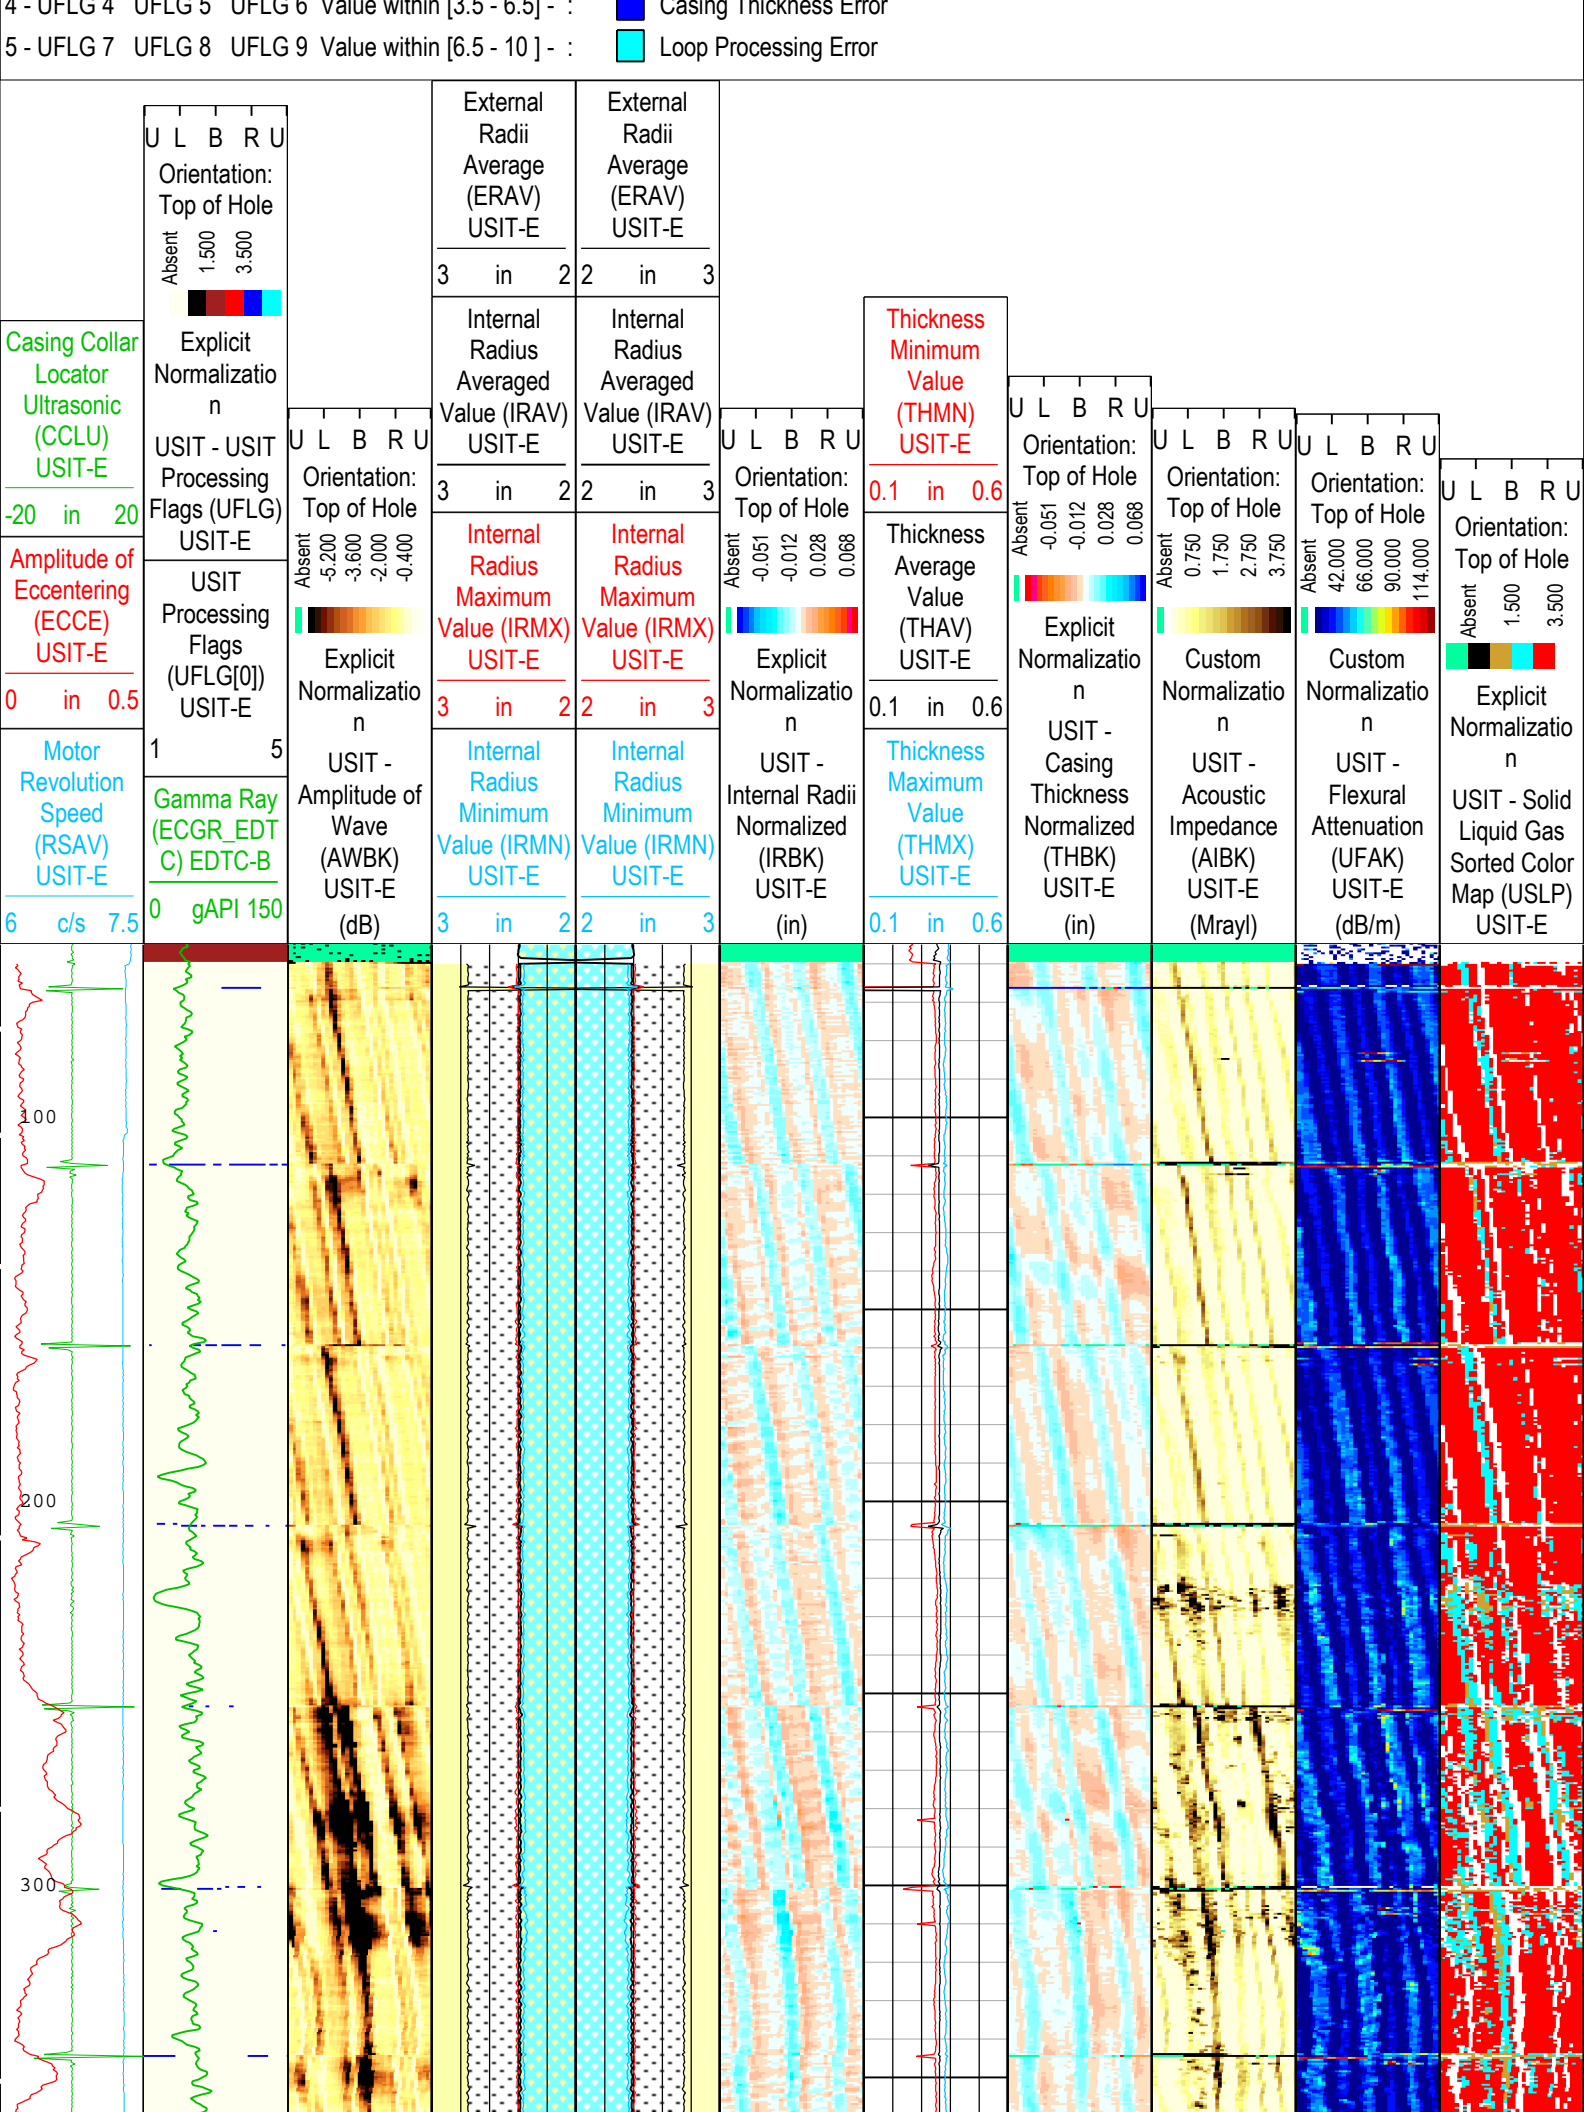 4 - UFLG 4 UFLG 5 UFLG 6 Value within [3.5 - 6.5] - : Casing Thickness Error
5 - UFLG 7 UFLG 8 UFLG 9 Value within [6.5 - 10 ] - : Loop Processing Error
Casing Collar
Locator
Ultrasonic
(CCLU)
USIT-E
-20 in 20
Amplitude of
Eccentering
(ECCE)
USIT-E
0 in 0.5
Motor
Revolution
Speed
(RSAV)
USIT-E
6 c/s 7.5
U L B R U
Orientation:
Top of Hole
Absent
1.500
3.500
Explicit
Normalizatio
n
USIT - USIT
Processing
Flags (UFLG)
USIT-E
USIT
Processing
Flags
(UFLG[0])
USIT-E
1 5
Gamma Ray
(ECGR_EDT
C) EDTC-B
0 gAPI 150
U L B R U
Orientation:
Top of Hole
Absent
-5.200
-3.600
-2.000
-0.400
Explicit
Normalizatio
n
USIT -
Amplitude of
Wave
(AWBK)
USIT-E
(dB)
External
Radii
Average
(ERAV)
USIT-E
3 in 2
Internal
Radius
Averaged
Value (IRAV)
USIT-E
3 in 2
Internal
Radius
Maximum
Value (IRMX)
USIT-E
3 in 2
Internal
Radius
Minimum
Value (IRMN)
USIT-E
3 in 2
External
Radii
Average
(ERAV)
USIT-E
2 in 3
Internal
Radius
Averaged
Value (IRAV)
USIT-E
2 in 3
Internal
Radius
Maximum
Value (IRMX)
USIT-E
2 in 3
Internal
Radius
Minimum
Value (IRMN)
USIT-E
2 in 3
U L B R U
Orientation:
Top of Hole
Absent
-0.051
-0.012
0.028
0.068
Explicit
Normalizatio
n
USIT -
Internal Radii
Normalized
(IRBK)
USIT-E
(in)
Thickness
Minimum
Value
(THMN)
USIT-E
0.1 in 0.6
Thickness
Average
Value
(THAV)
USIT-E
0.1 in 0.6
Thickness
Maximum
Value
(THMX)
USIT-E
0.1 in 0.6
U L B R U
Orientation:
Top of Hole
Absent
-0.051
-0.012
0.028
0.068
Explicit
Normalizatio
n
USIT -
Casing
Thickness
Normalized
(THBK)
USIT-E
(in)
U L B R U
Orientation:
Top of Hole
Absent
0.750
1.750
2.750
3.750
Custom
Normalizatio
n
USIT -
Acoustic
Impedance
(AIBK)
USIT-E
(Mrayl)
U L B R U
Orientation:
Top of Hole
Absent
42.000
66.000
90.000
114.000
Custom
Normalizatio
n
USIT -
Flexural
Attenuation
(UFAK)
USIT-E
(dB/m)
U L B R U
Orientation:
Top of Hole
Absent
1.500
3.500
Explicit
Normalizatio
n
USIT - Solid
Liquid Gas
Sorted Color
Map (USLP)
USIT-E
100
200
300